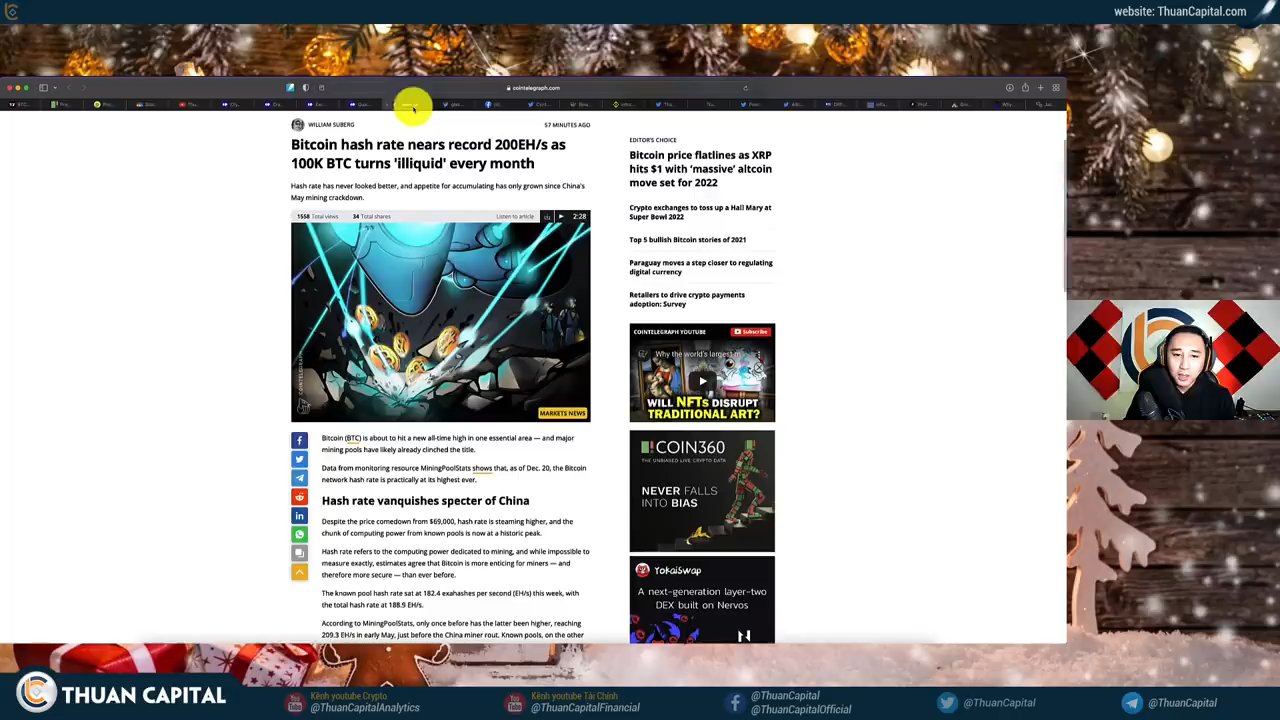 website: ThuanCapital.com
cointelegraph.com
WILLIAM SUBERG
57 MINUTES AGO
Bitcoin hash rate nears record 200EH/s as
100K BTC turns 'illiquid' every month
Hash rate has never looked better, and appetite for accumulating has only grown since China's
May mining crackdown.
1558 Total views
34 Total shares
Listen to article
2:28
COINTELEGRAPH
MARKETS NEWS
Bitcoin (BTC) is about to hit a new all-time high in one essential area — and major
mining pools have likely already clinched the title.
Data from monitoring resource MiningPoolStats shows that, as of Dec. 20, the Bitcoin
network hash rate is practically at its highest ever.
Hash rate vanquishes specter of China
Despite the price comedown from $69,000, hash rate is steaming higher, and the
chunk of computing power from known pools is now at a historic peak.
Hash rate refers to the computing power dedicated to mining, and while impossible to
measure exactly, estimates agree that Bitcoin is more enticing for miners — and
therefore more secure — than ever before.
The known pool hash rate sat at 182.4 exahashes per second (EH/s) this week, with
the total hash rate at 188.9 EH/s.
According to MiningPoolStats, only once before has the latter been higher, reaching
209.3 EH/s in early May, just before the China miner rout. Known pools, on the other
EDITOR'S CHOICE
Bitcoin price flatlines as XRP
hits $1 with 'massive' altcoin
move set for 2022
Crypto exchanges to toss up a Hall Mary at
Super Bowl 2022
Top 5 bullish Bitcoin stories of 2021
Paraguay moves a step closer to regulating
digital currency
Retailers to drive crypto payments
adoption: Survey
COINTELEGRAPH YOUTUBE
Subscribe
Why the world's largest m
WILL NFTs DISRUPT
TRADITIONAL ART?
COIN360
THE UNBIASED LIVE CRYPTO DATA
NEVER FALLS
INTO BIAS
YokaiSwap
A next-generation layer-two
DEX built on Nervos
THUAN CAPITAL
Kênh youtube Crypto
@ThuanCapitalAnalytics
Kênh youtube Tài Chính
@ThuanCapitalFinancial
@ThuanCapital
@ThuanCapitalOfficial
@ThuanCapital
@ThuanCapital